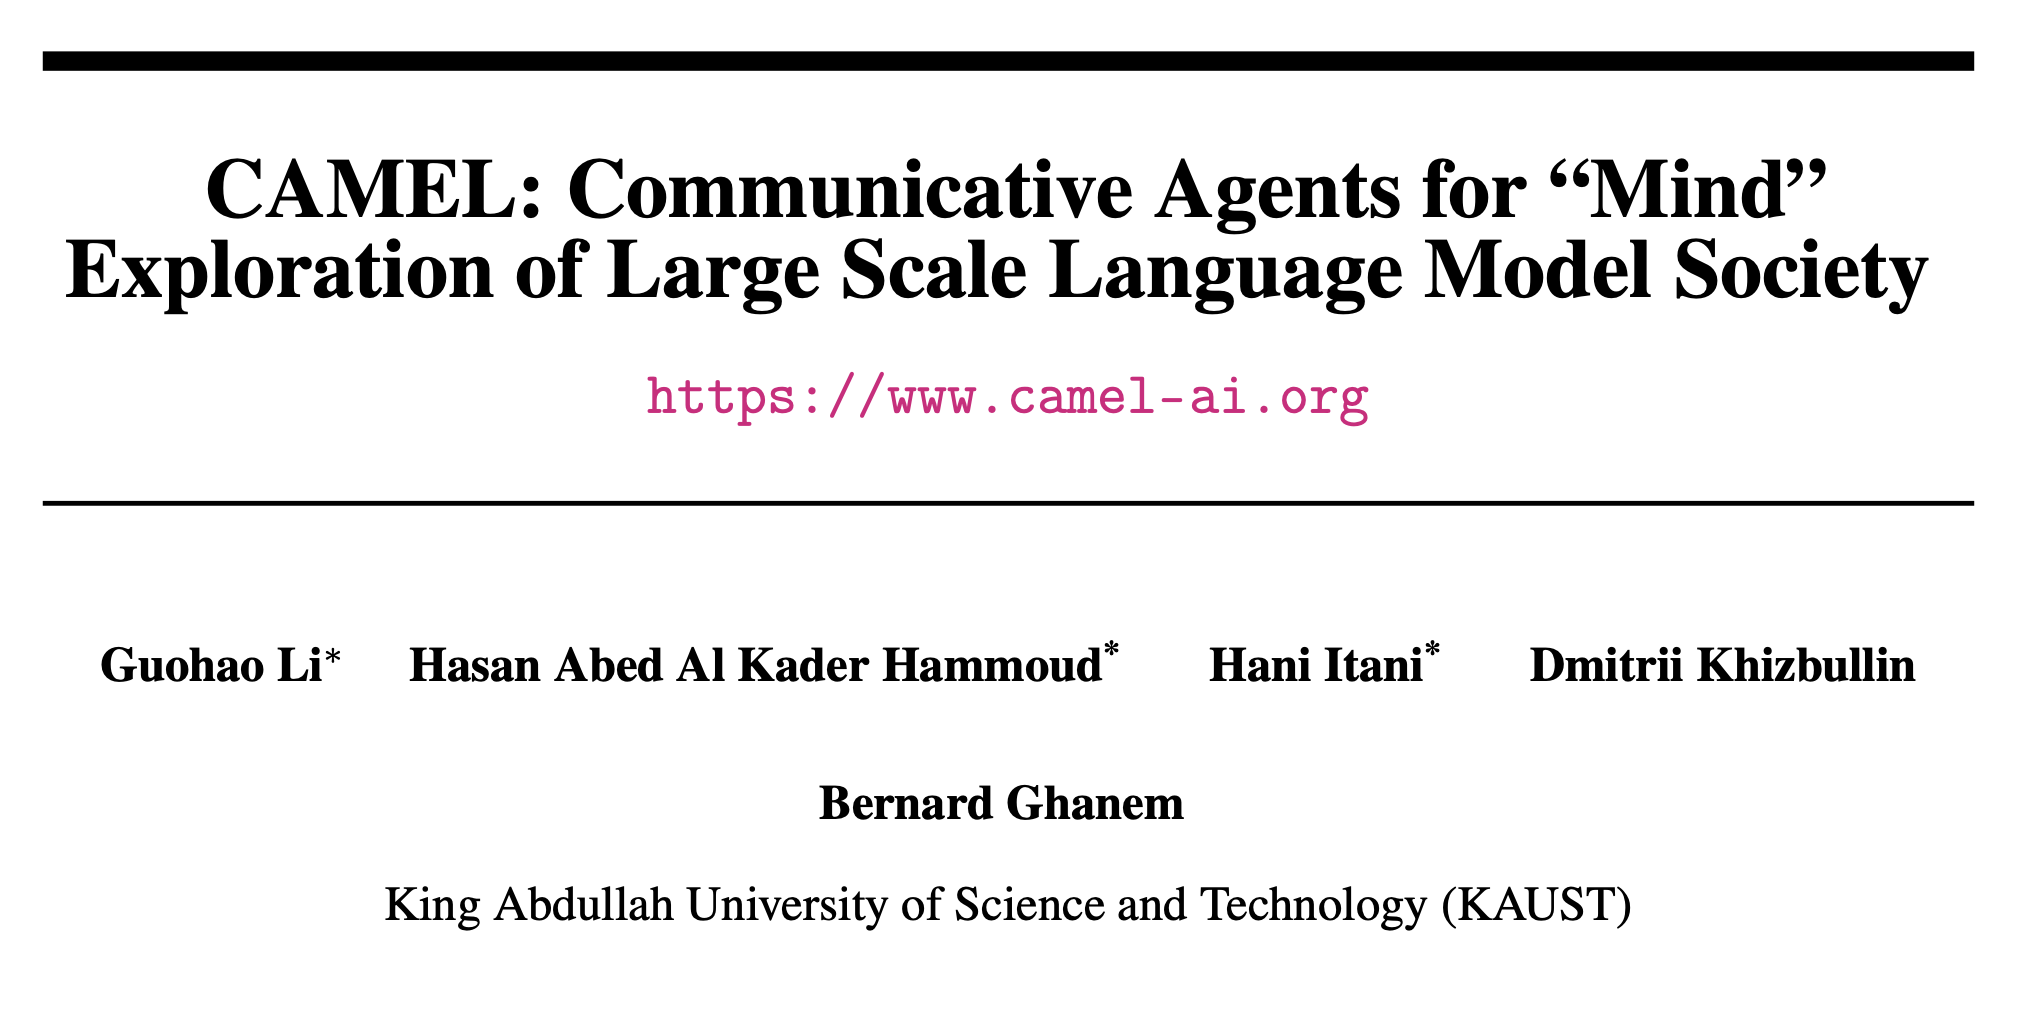 CAMEL: Communicative Agents for “Mind”
Exploration of Large Scale Language Model Society
https://www.camel-ai.org
Guohao Li* Hasan Abed Al Kader Hammoud* Hani Itani* Dmitrii Khizbullin
Bernard Ghanem
King Abdullah University of Science and Technology (KAUST)